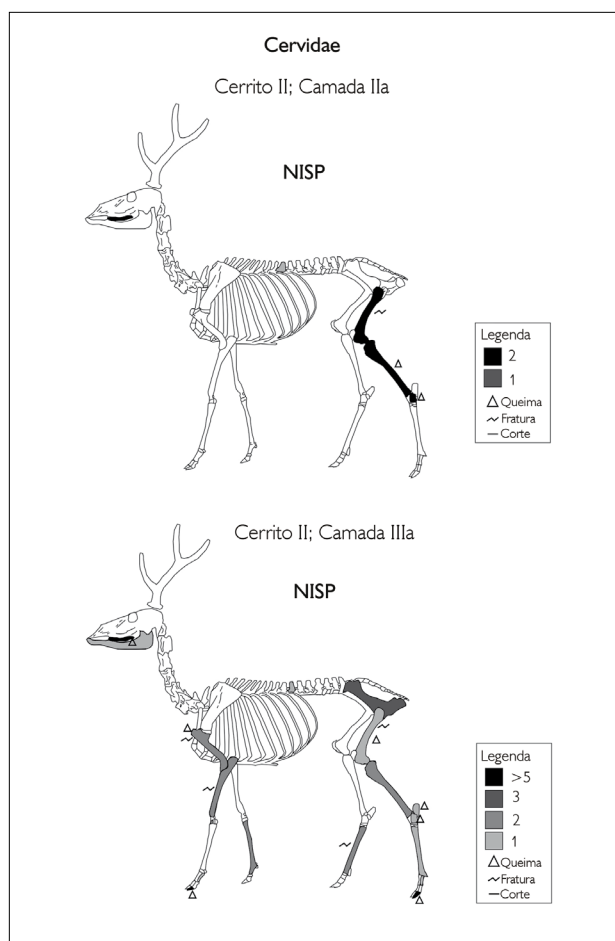 Cervidae
Cerrito II; Camada IIa
NISP
Legenda
2
1
Queima
Fratura
Corte
Cerrito II; Camada IIIa
NISP
Legenda
>5
3
2
1
Queima
Fratura
Corte